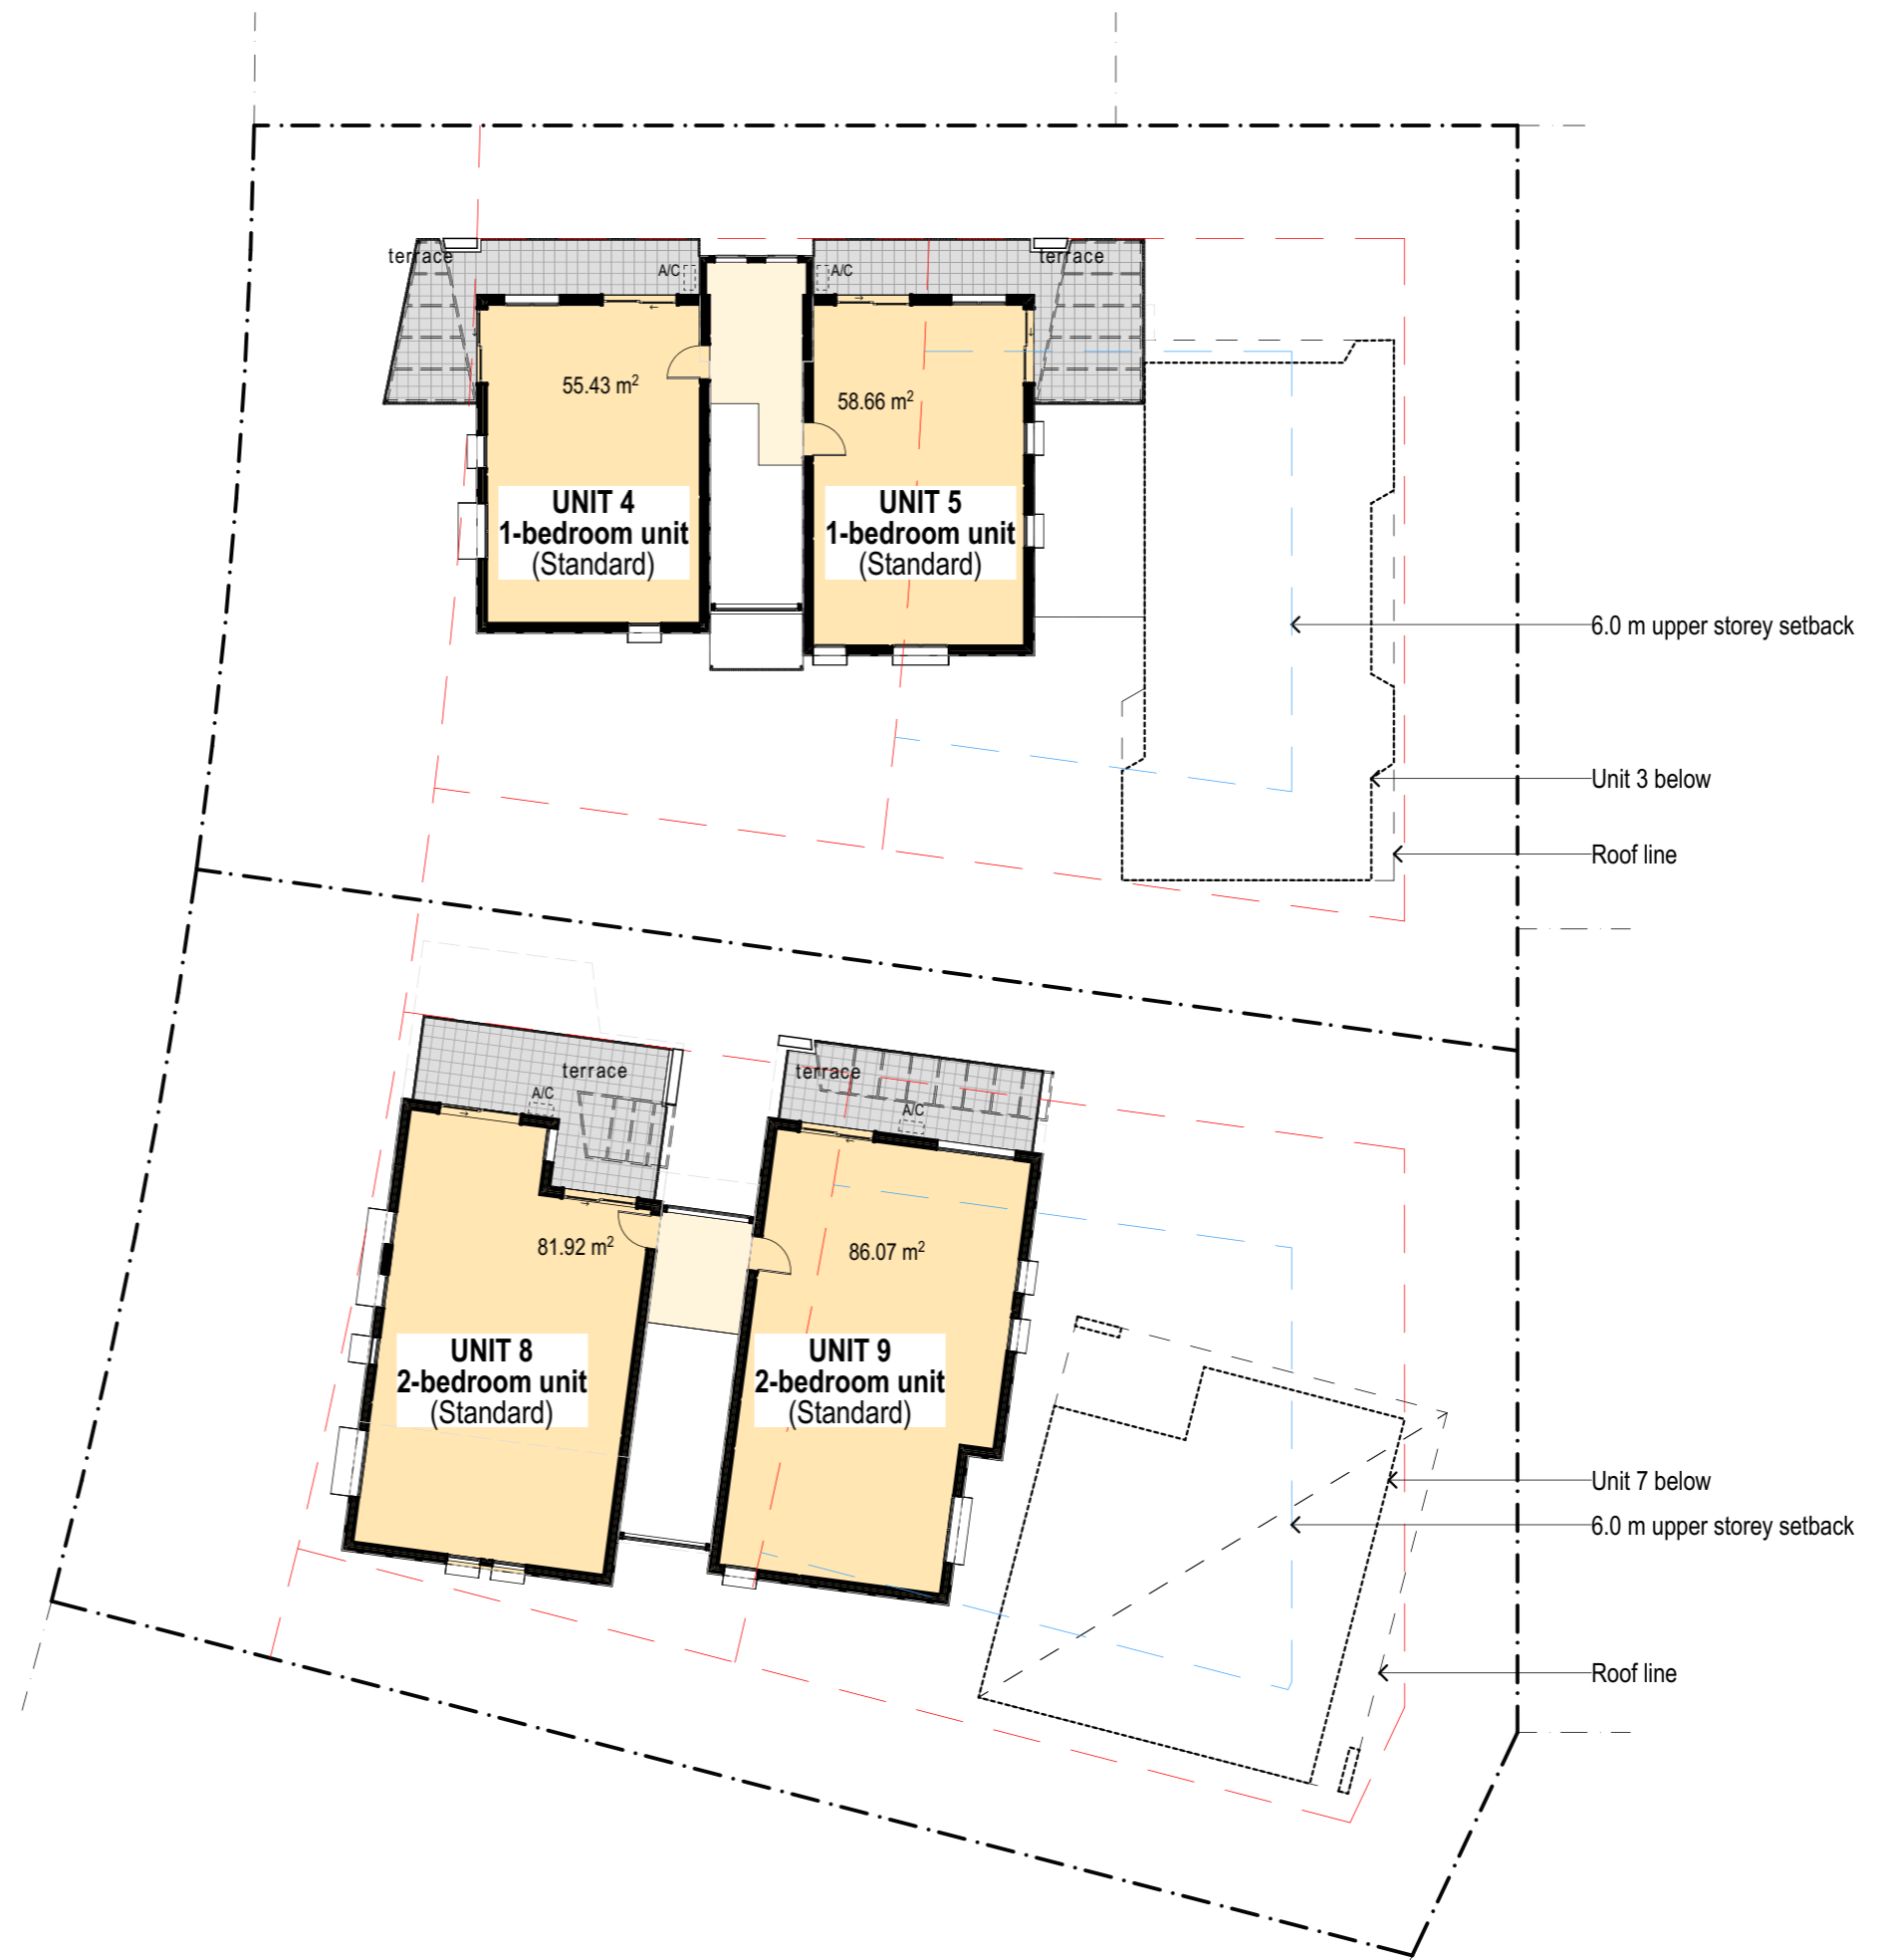 terrace
A/C
A/C
terrace
55.43 m²
58.66 m²
UNIT 4
1-bedroom unit
(Standard)
UNIT 5
1-bedroom unit
(Standard)
6.0 m upper storey setback
Unit 3 below
Roof line
terrace
A/C
terrace
A/C
81.92 m²
86.07 m²
UNIT 8
2-bedroom unit
(Standard)
UNIT 9
2-bedroom unit
(Standard)
Unit 7 below
6.0 m upper storey setback
Roof line